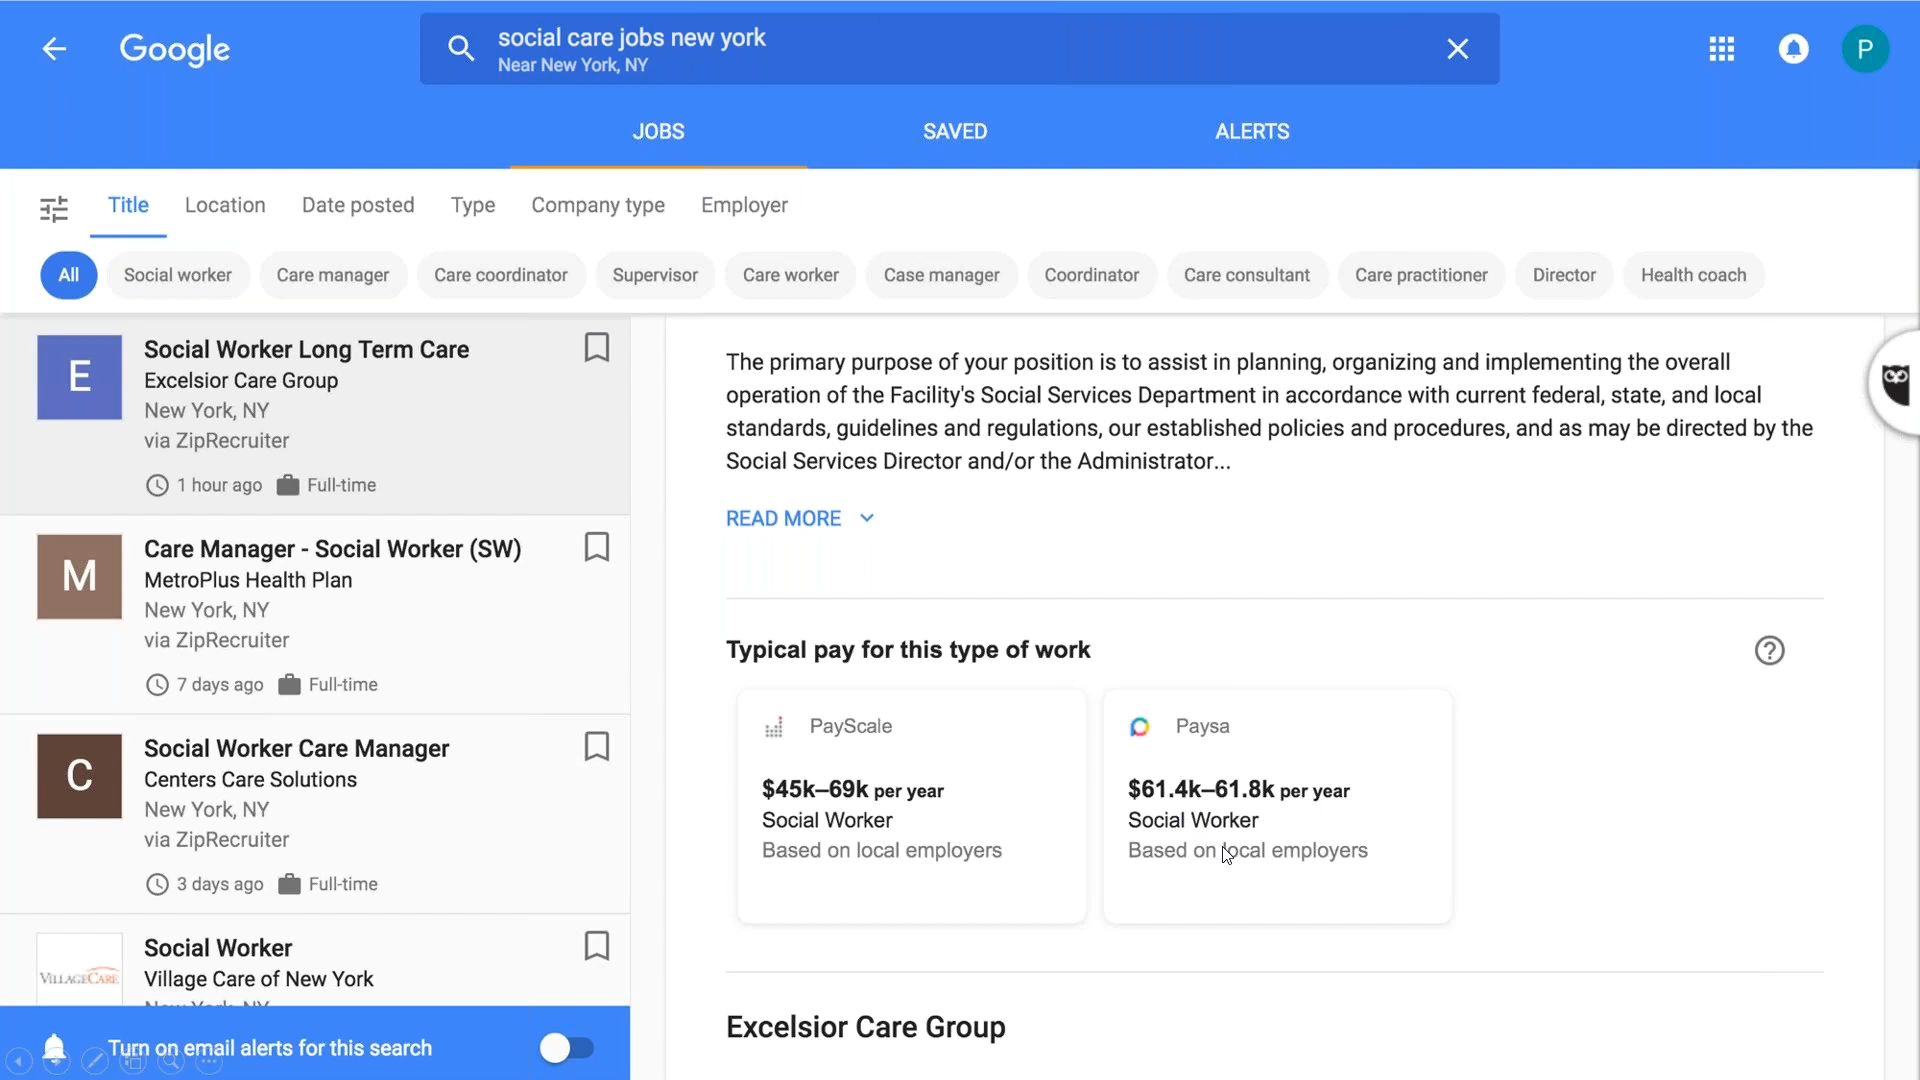 Google
social care jobs new york
Near New York, NY
P
JOBS
SAVED
ALERTS
Title
Location
Date posted
Type
Company type
Employer
All
Social worker
Care manager
Care coordinator
Supervisor
Care worker
Case manager
Coordinator
Care consultant
Care practitioner
Director
Health coach
E
Social Worker Long Term Care
Excelsior Care Group
New York, NY
via ZipRecruiter
1 hour ago
Full-time
M
Care Manager - Social Worker (SW)
MetroPlus Health Plan
New York, NY
via ZipRecruiter
7 days ago
Full-time
C
Social Worker Care Manager
Centers Care Solutions
New York, NY
via ZipRecruiter
3 days ago
Full-time
VILLAGECARE
Social Worker
Village Care of New York
New York, NY
Turn on email alerts for this search
The primary purpose of your position is to assist in planning, organizing and implementing the overall
operation of the Facility's Social Services Department in accordance with current federal, state, and local
standards, guidelines and regulations, our established policies and procedures, and as may be directed by the
Social Services Director and/or the Administrator...
READ MORE
Typical pay for this type of work
PayScale
$45k–69k per year
Social Worker
Based on local employers
Paysa
$61.4k–61.8k per year
Social Worker
Based on local employers
Excelsior Care Group